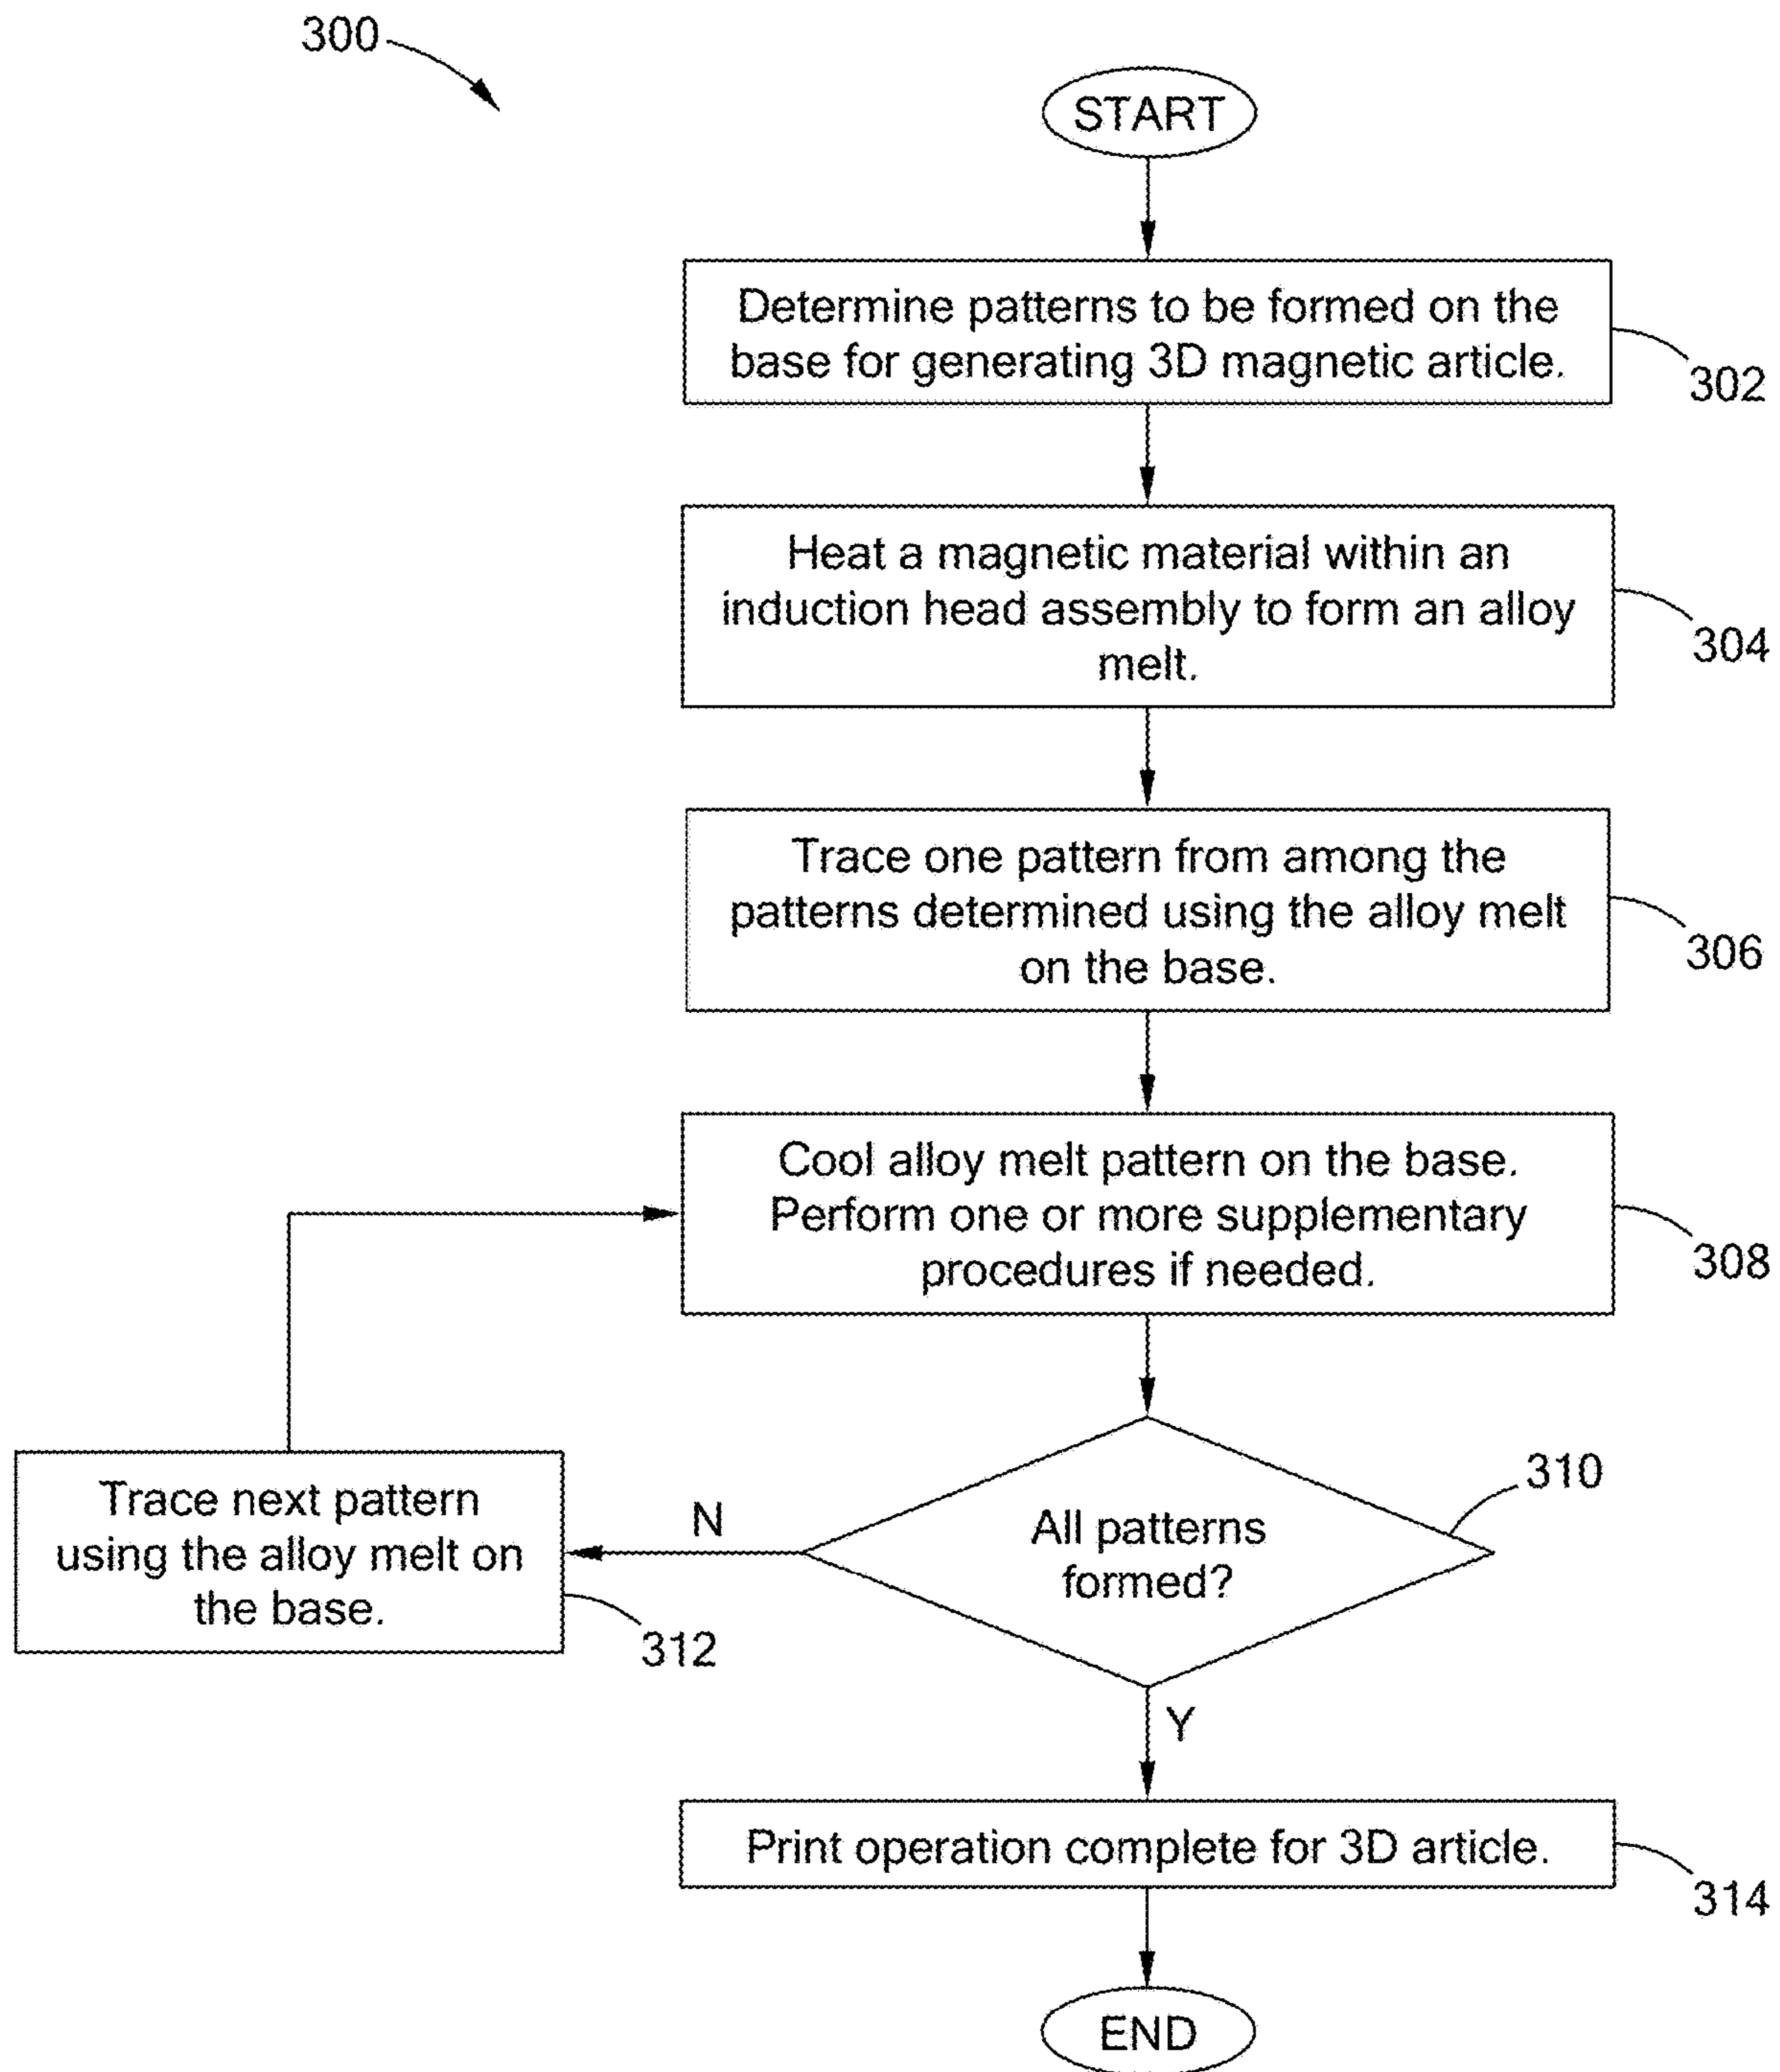 300
START
Determine patterns to be formed on the
base for generating 3D magnetic article.
302
Heat a magnetic material within an
induction head assembly to form an alloy
melt.
304
Trace one pattern from among the
patterns determined using the alloy melt
on the base.
306
Cool alloy melt pattern on the base.
Perform one or more supplementary
procedures if needed.
308
All patterns
formed?
310
N
Trace next pattern
using the alloy melt on
the base.
312
Y
Print operation complete for 3D article.
314
END